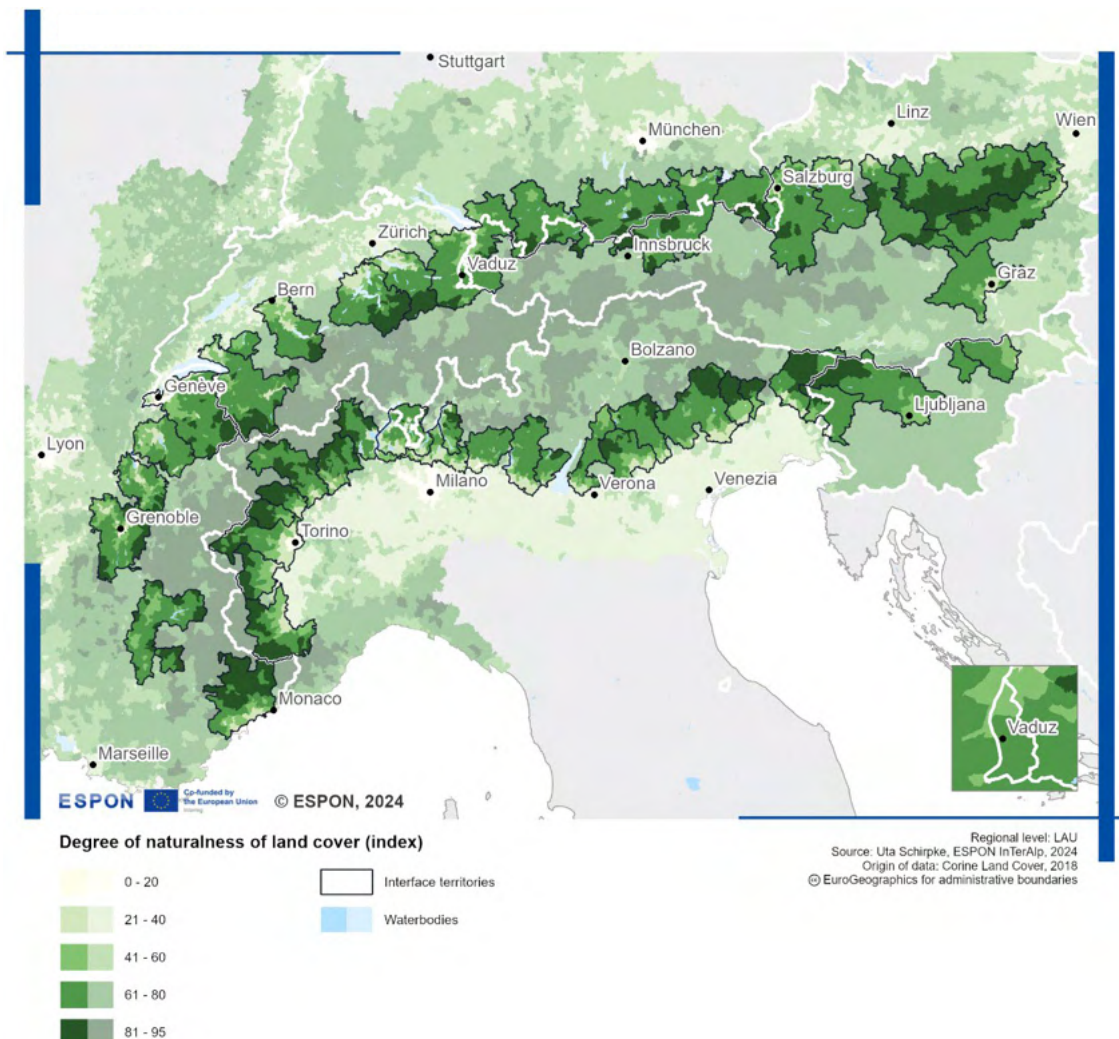 Stuttgart
Linz
Wien
München
Salzburg
Zürich
Innsbruck
Vaduz
Graz
Bern
Bolzano
Genève
Ljubljana
Lyon
Milano
Verona
Venezia
Grenoble
Torino
Monaco
Vaduz
Marseille
ESPON
Co-funded by
the European Union
Interreg
© ESPON, 2024
Degree of naturalness of land cover (index)
0 - 20
21 - 40
41 - 60
61 - 80
81 - 95
Interface territories
Waterbodies
Regional level: LAU
Source: Uta Schirpke, ESPON InTerAlp, 2024
Origin of data: Corine Land Cover, 2018
EuroGeographics for administrative boundaries